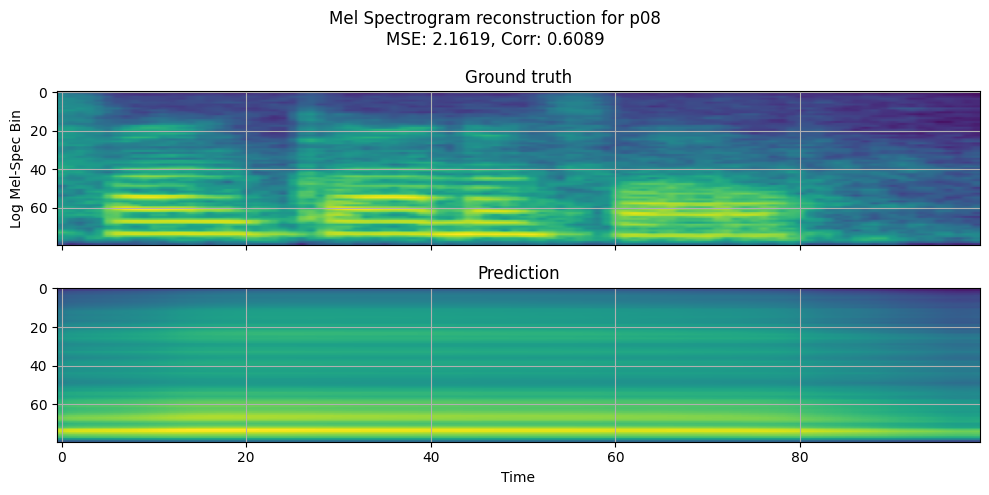 Mel Spectrogram reconstruction for p08
MSE: 2.1619, Corr: 0.6089
Ground truth
0
20
40
60
Log Mel-Spec Bin
Prediction
0
20
40
60
0 20 40 60 80
Time